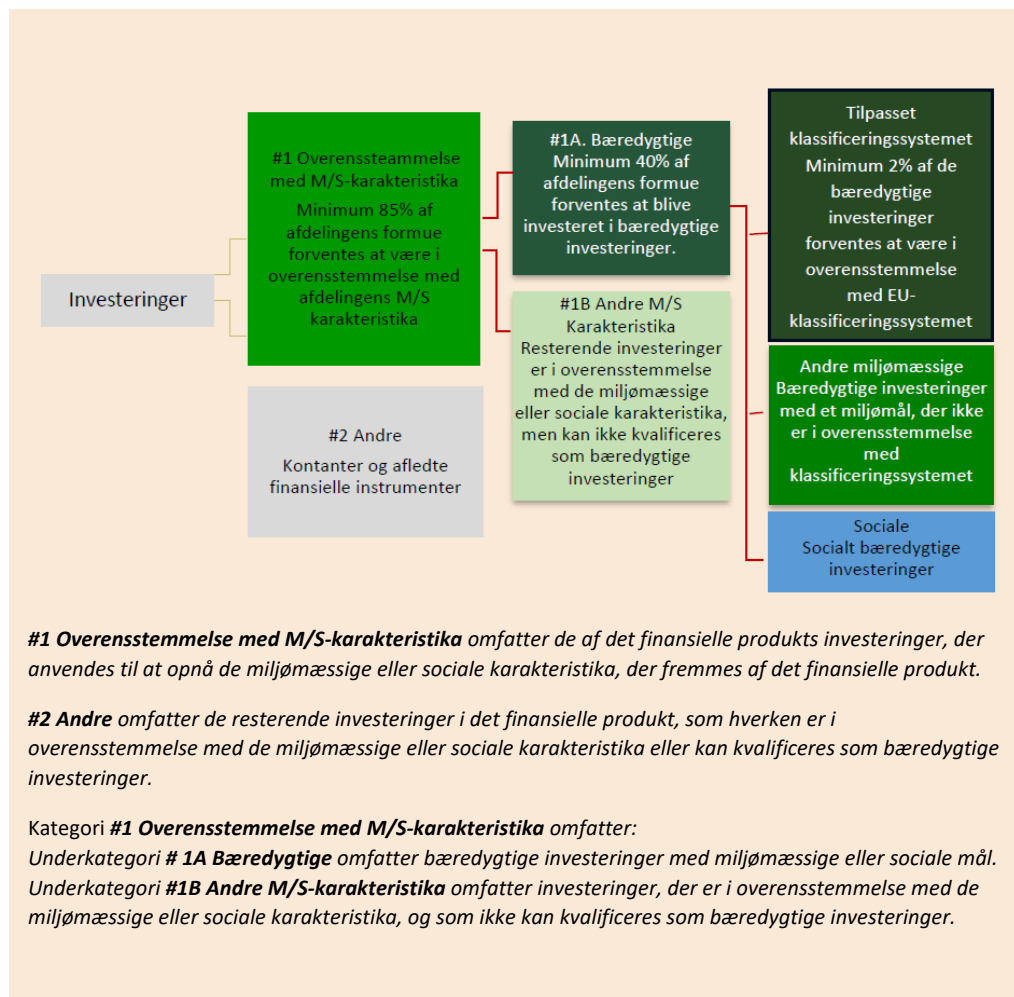 Investeringer
#1 Overenssteammelse
med M/S-karakteristika
Minimum 85% af
afdelingens formue
forventes at være i
overensstemmelse med
afdelingens M/S
karakteristika
#2 Andre
Kontanter og afledte
finansielle instrumenter
#1A. Bæredygtige
Minimum 40% af
afdelingens formue
forventes at blive
investeret i bæredygtige
investeringer.
#1B Andre M/S
Karakteristika
Resterende investeringer
er i overensstemmelse
med de miljømæssige
eller sociale karakteristika,
men kan ikke kvalificeres
som bæredygtige
investeringer
Tilpasset
klassificeringssystemet
Minimum 2% af de
bæredygtige
investeringer
forventes at være i
overensstemmelse
med EU-
klassificeringssystemet
Andre miljømæssige
Bæredygtige investeringer
med et miljømål, der ikke
er i overensstemmelse
med
klassificeringssystemet
Sociale
Socialt bæredygtige
investeringer
#1 Overensstemmelse med M/S-karakteristika omfatter de af det finansielle produkts investeringer, der
anvendes til at opnå de miljømæssige eller sociale karakteristika, der fremmes af det finansielle produkt.
#2 Andre omfatter de resterende investeringer i det finansielle produkt, som hverken er i
overensstemmelse med de miljømæssige eller sociale karakteristika eller kan kvalificeres som bæredygtige
investeringer.
Kategori #1 Overensstemmelse med M/S-karakteristika omfatter:
Underkategori # 1A Bæredygtige omfatter bæredygtige investeringer med miljømæssige eller sociale mål.
Underkategori #1B Andre M/S-karakteristika omfatter investeringer, der er i overensstemmelse med de
miljømæssige eller sociale karakteristika, og som ikke kan kvalificeres som bæredygtige investeringer.